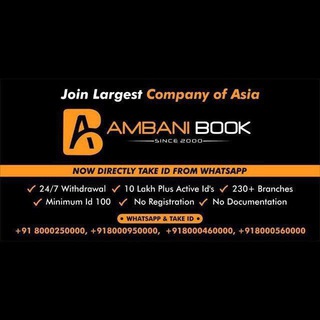 Join Largest Company of Asia
AMBANI BOOK
SINCE 2000
NOW DIRECTLY TAKE ID FROM WHATSAPP
✓ 24/7 Withdrawal ✓ 10 Lakh Plus Active Id's ✓ 230+ Branches
✓ Minimum Id 100 ✓ No Registration ✓ No Documentation
• WHATSAPP & TAKE ID •
+91 8000250000, +918000950000, +918000460000, +918000560000